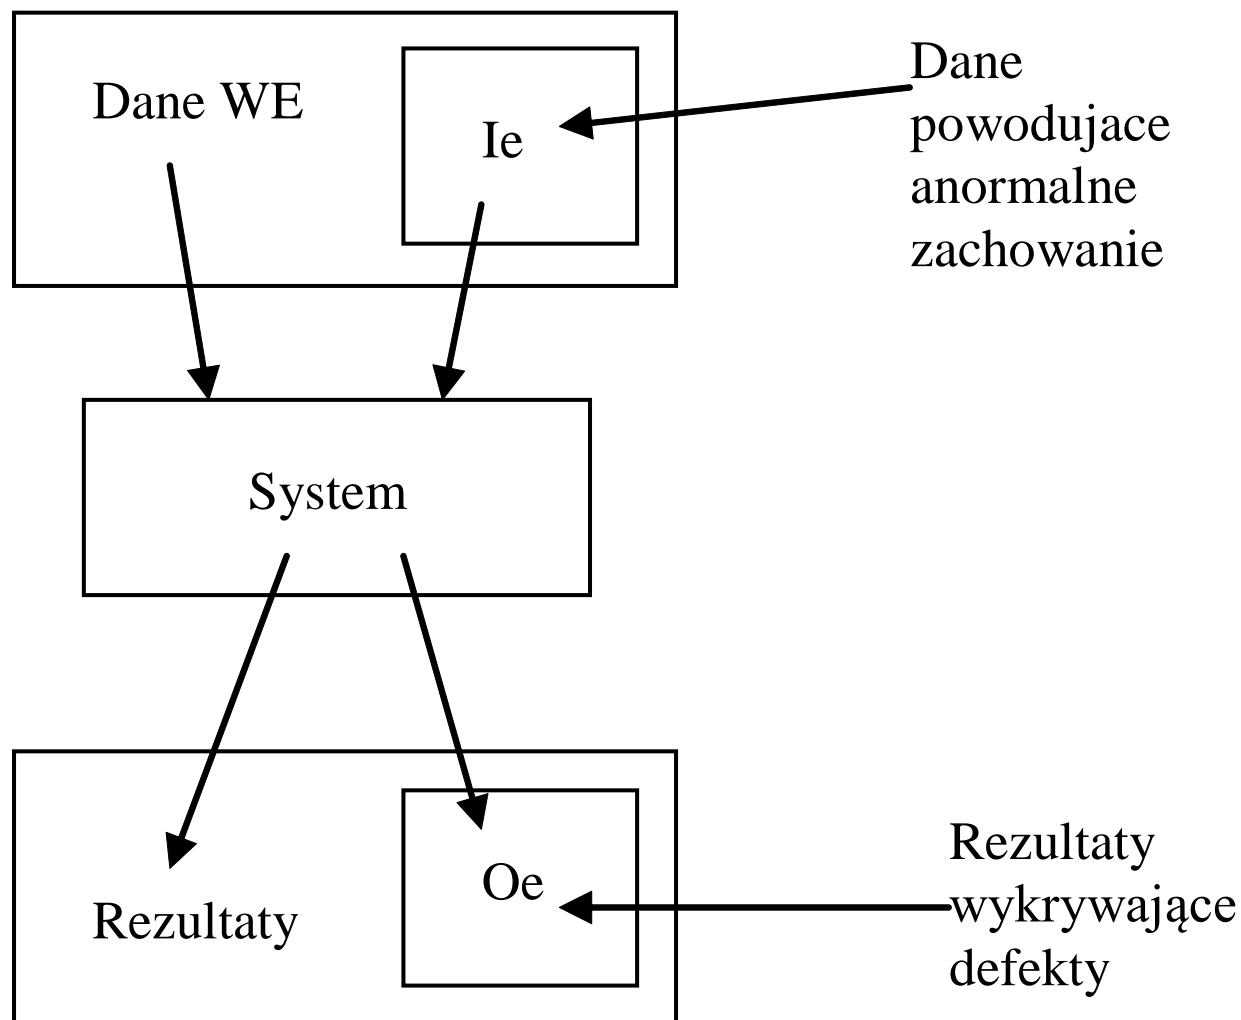 Dane WE
Ie
Dane
powodujace
anormalne
zachowanie
System
Rezultaty
Oe
Rezultaty
wykrywające
defekty